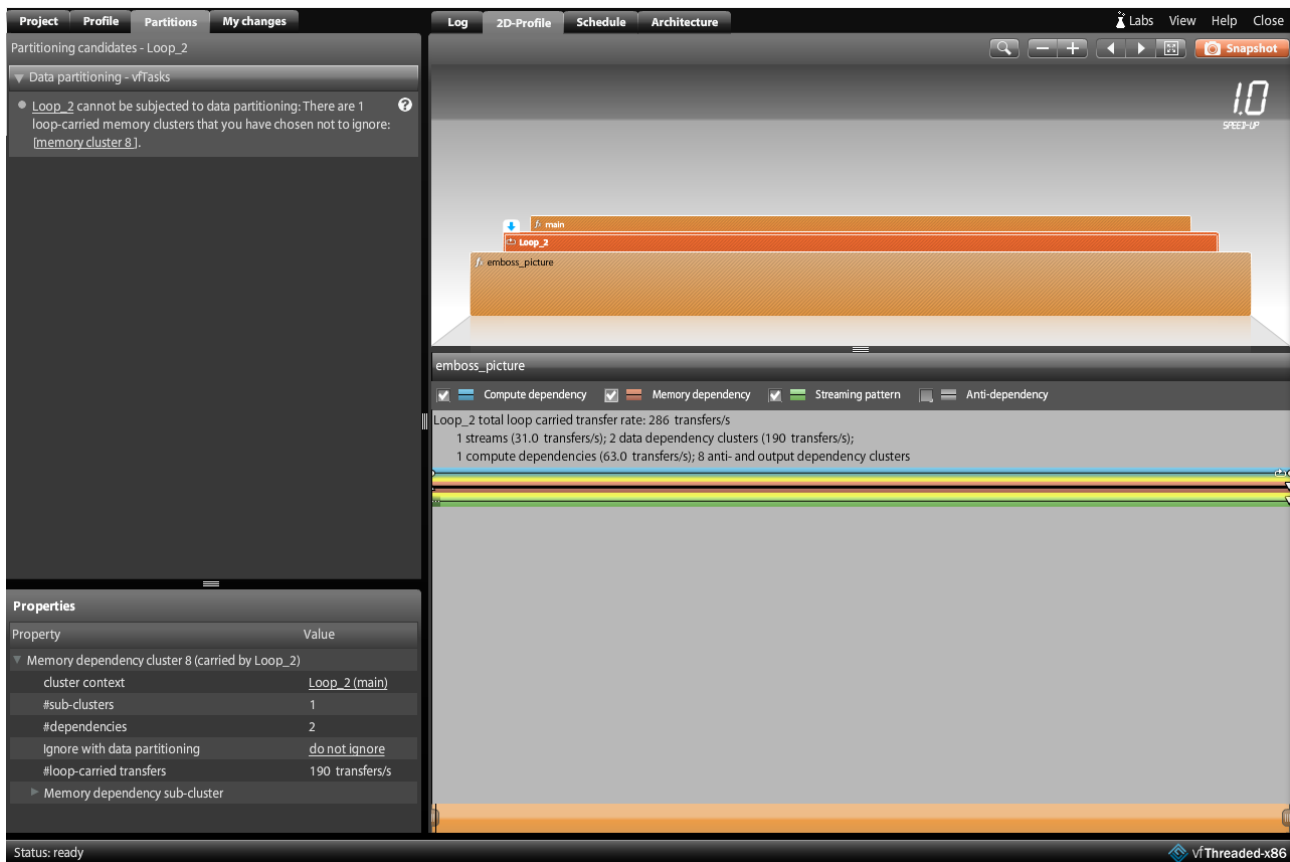 Project Profile Partitions My changes
Partitioning candidates - Loop_2
Data partitioning - vfTasks
Loop_2 cannot be subjected to data partitioning: There are 1
loop-carried memory clusters that you have chosen not to ignore:
[memory cluster 8 ].
Properties
Property Value
Memory dependency cluster 8 (carried by Loop_2)
cluster context Loop_2 (main)
#sub-clusters 1
#dependencies 2
Ignore with data partitioning do not ignore
#loop-carried transfers 190 transfers/s
Memory dependency sub-cluster
Log 2D-Profile Schedule Architecture
Labs View Help Close
Snapshot
1.0
SPEED-UP
fx main
Loop_2
fx emboss_picture
emboss_picture
Compute dependency Memory dependency Streaming pattern Anti-dependency
Loop_2 total loop carried transfer rate: 286 transfers/s
1 streams (31.0 transfers/s); 2 data dependency clusters (190 transfers/s);
1 compute dependencies (63.0 transfers/s); 8 anti- and output dependency clusters
Status: ready
vfThreaded-x86